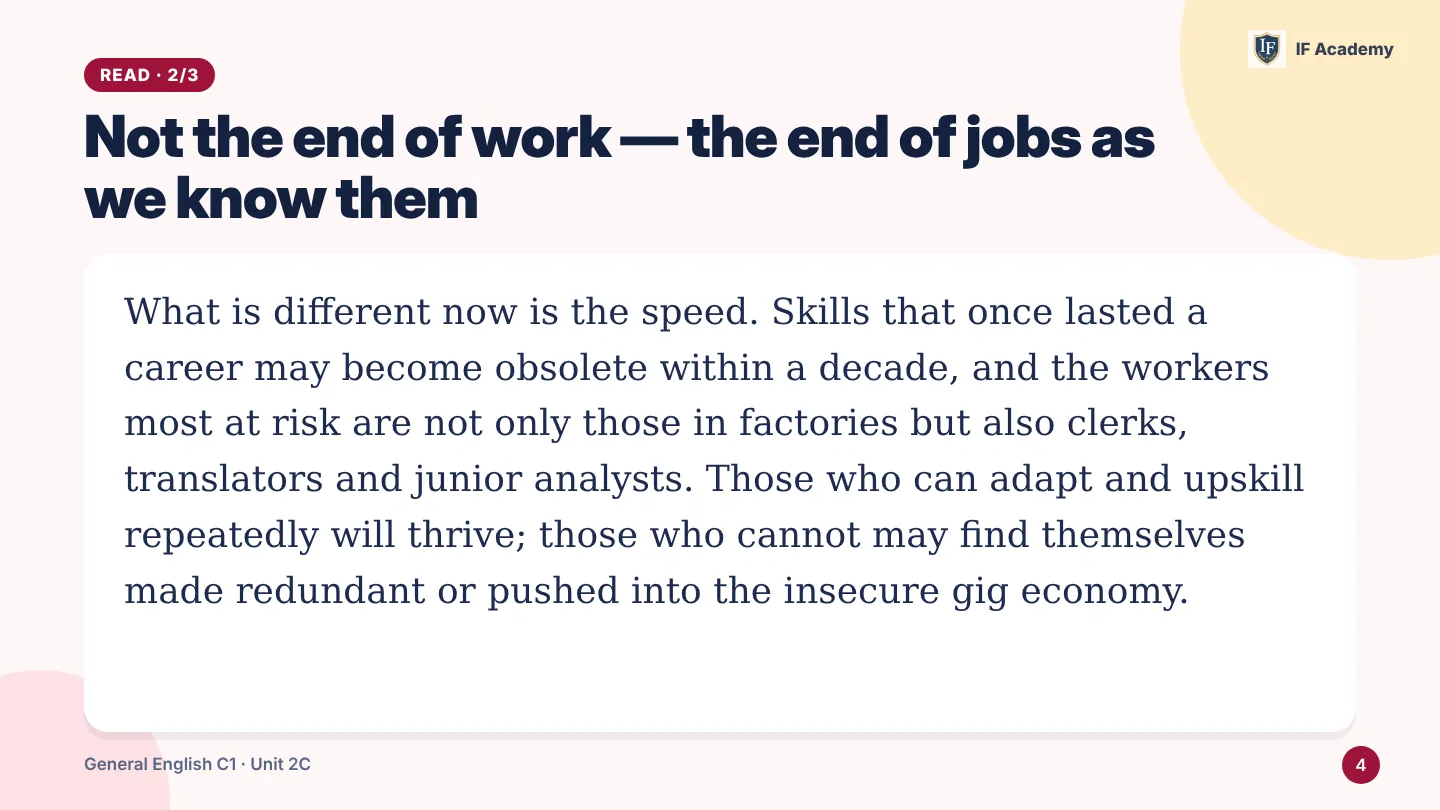 IF
IF Academy
READ · 2/3
Not the end of work — the end of jobs as
we know them
What is different now is the speed. Skills that once lasted a
career may become obsolete within a decade, and the workers
most at risk are not only those in factories but also clerks,
translators and junior analysts. Those who can adapt and upskill
repeatedly will thrive; those who cannot may find themselves
made redundant or pushed into the insecure gig economy.
General English C1 · Unit 2C
4